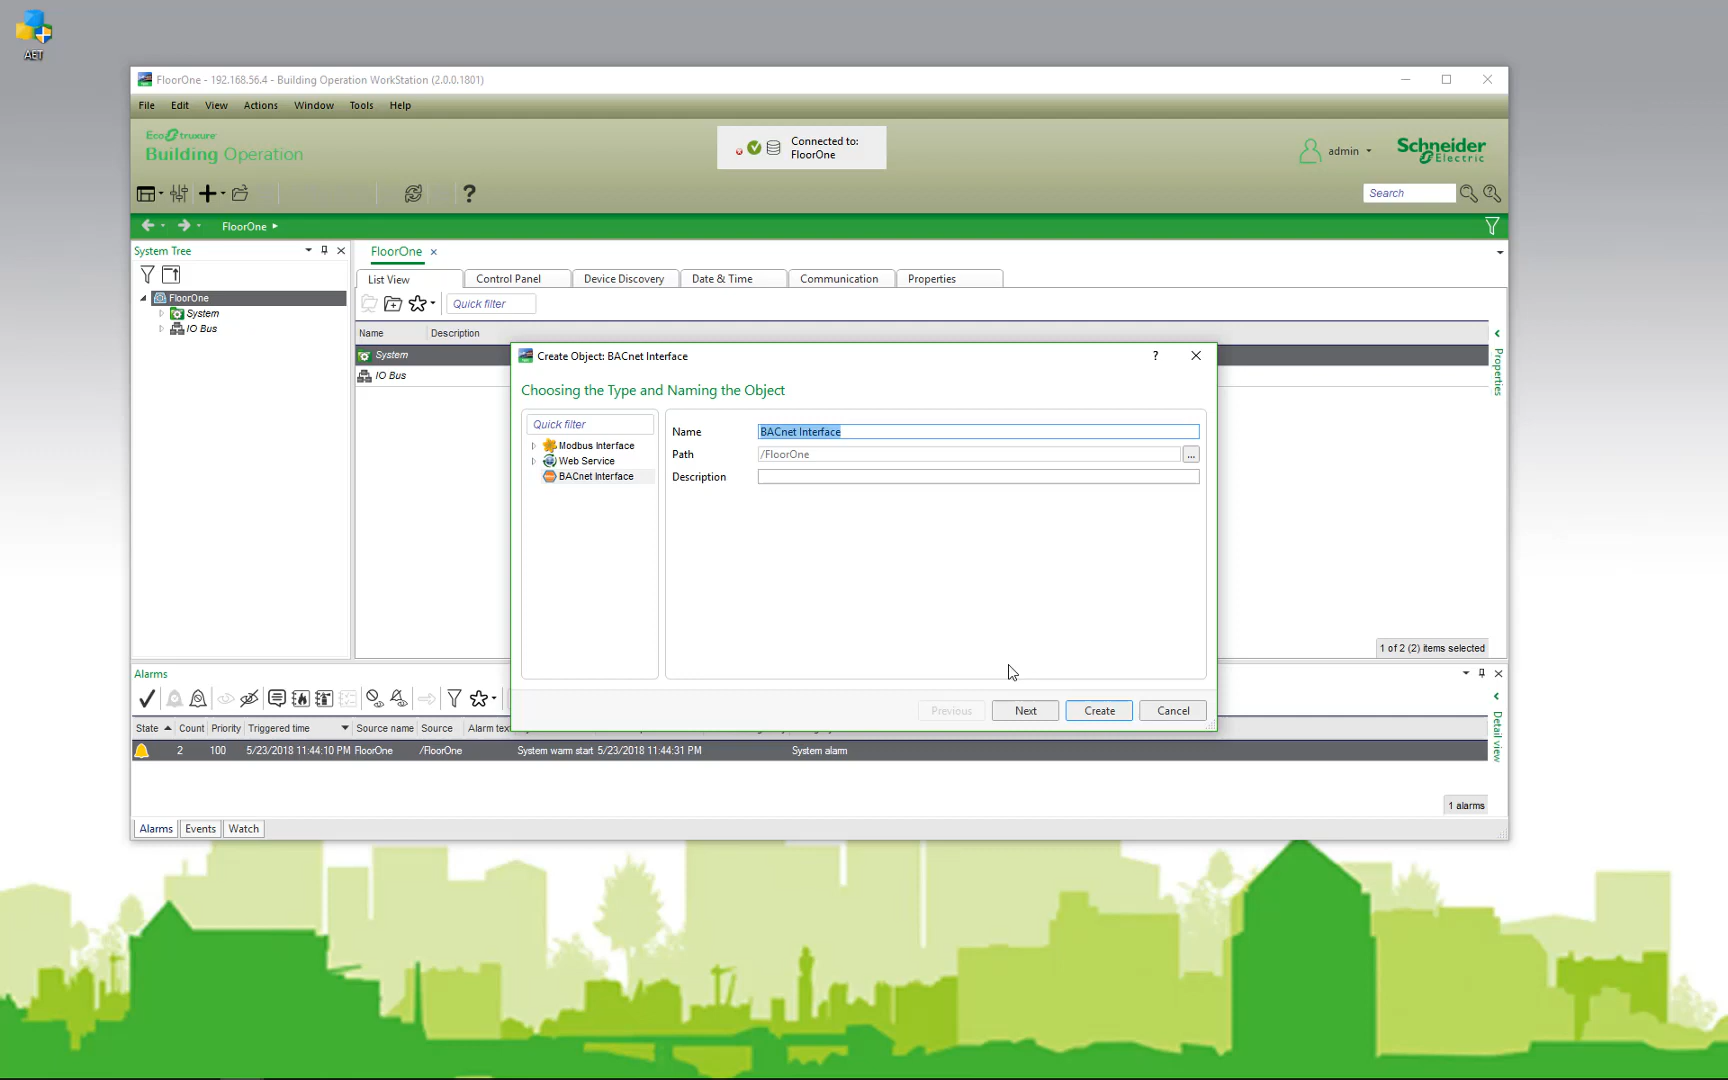 AET
FloorOne - 192.168.56.4 - Building Operation WorkStation (2.0.0.1801)
File Edit View Actions Window Tools Help
EcoStruxure
Building Operation
Connected to:
FloorOne
admin
Schneider
Electric
Search
FloorOne
System Tree
FloorOne
System
IO Bus
FloorOne
List View Control Panel Device Discovery Date & Time Communication Properties
Quick filter
Name Description
System
IO Bus
Properties
Create Object: BACnet Interface
Choosing the Type and Naming the Object
Quick filter
Modbus Interface
Web Service
BACnet Interface
Name BACnet Interface
Path /FloorOne ...
Description
Previous Next Create Cancel
1 of 2 (2) items selected
Alarms
State Count Priority Triggered time Source name Source Alarm text
2 100 5/23/2018 11:44:10 PM FloorOne /FloorOne System warm start 5/23/2018 11:44:31 PM System alarm
Detail view
1 alarms
Alarms Events Watch